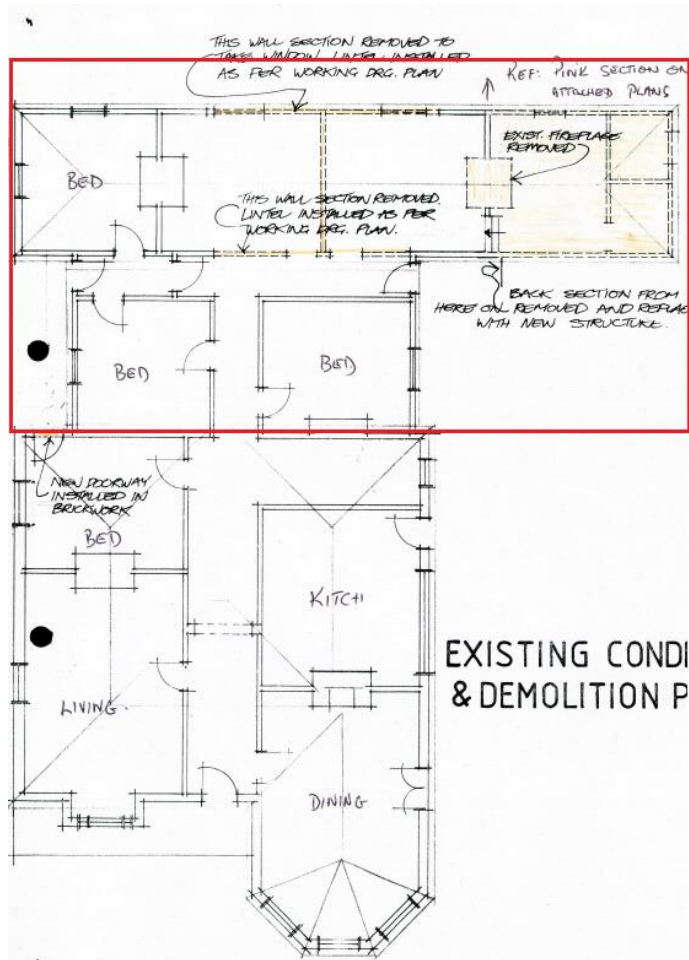 THIS WALL SECTION REMOVED TO
TAKE WINDOW. LINTEL INSTALLED
AS PER WORKING DRG. PLAN
REF: PINK SECTION ON
ATTACHED PLANS
EXIST. FIREPLACE
REMOVED
BED
THIS WALL SECTION REMOVED.
LINTEL INSTALLED AS PER
WORKING DRG. PLAN.
BACK SECTION FROM
HERE ON REMOVED AND REPLAC
WITH NEW STRUCTURE.
BED
BED
NEW DOORWAY
INSTALLED IN
BRICKWORK
BED
KITCH
EXISTING CONDI
& DEMOLITION P
LIVING.
DINING